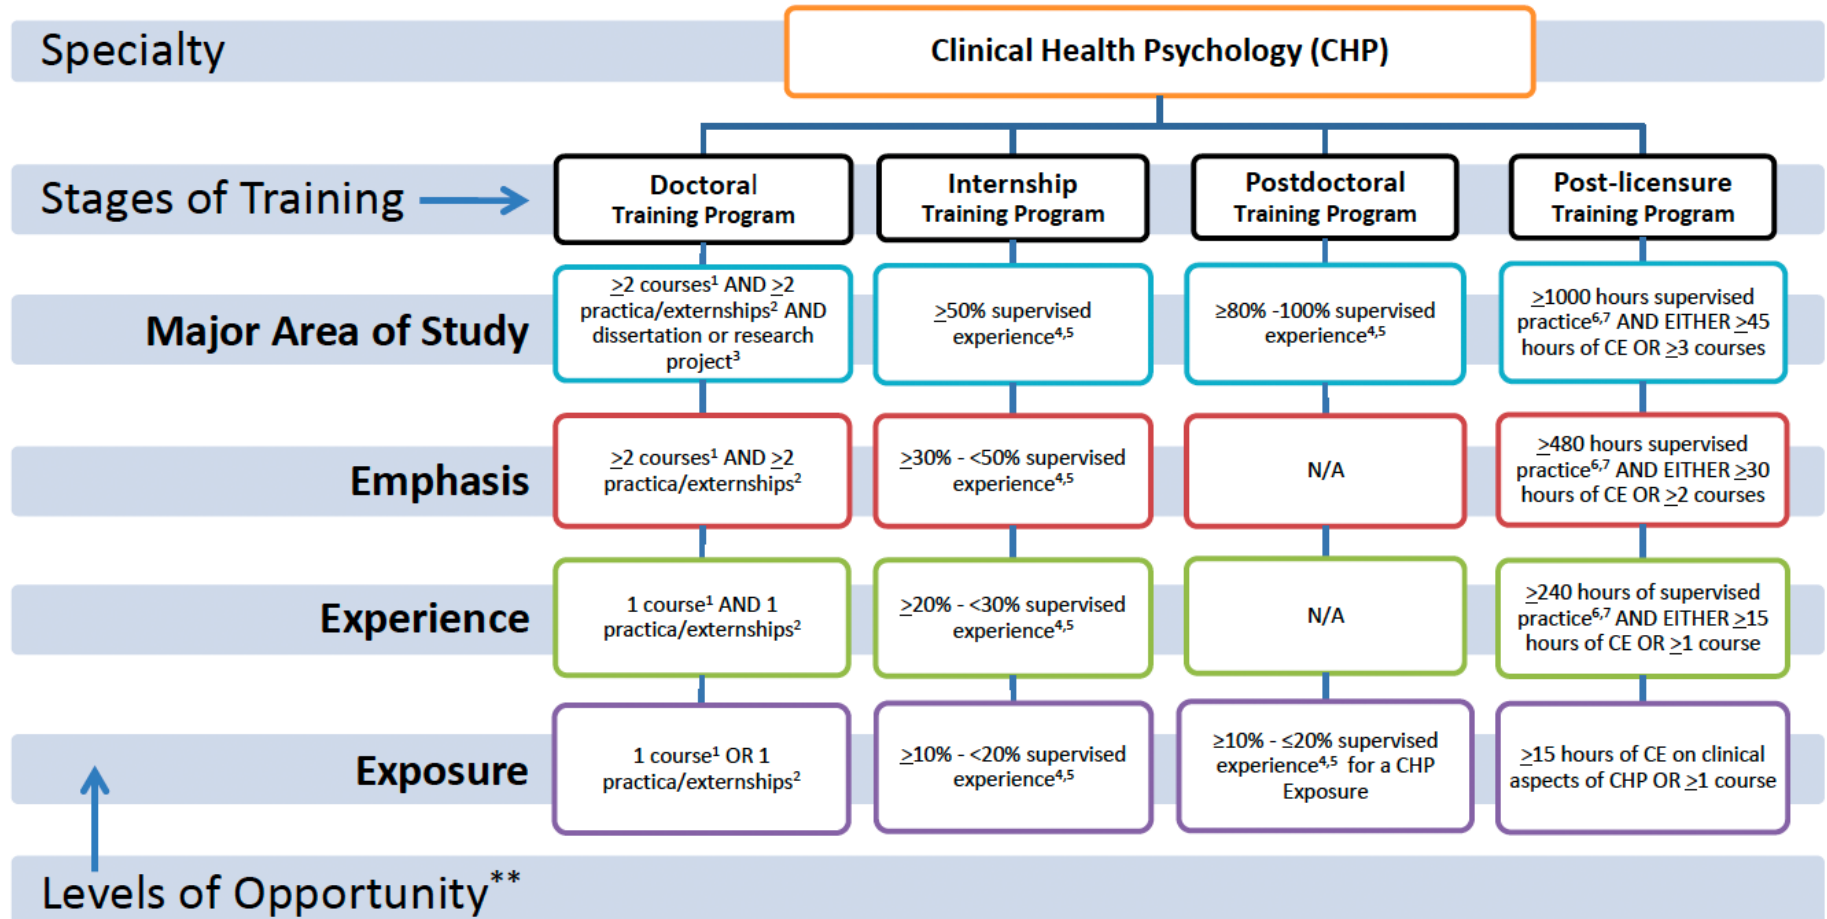 Specialty
Clinical Health Psychology (CHP)
Stages of Training
Doctoral
Training Program
Internship
Training Program
Postdoctoral
Training Program
Post-licensure
Training Program
Major Area of Study
≥2 courses¹ AND ≥2
practica/externships² AND
dissertation or research
project³
≥50% supervised
experience⁴,⁵
≥80% -100% supervised
experience⁴,⁵
≥1000 hours supervised
practice⁶,⁷ AND EITHER ≥45
hours of CE OR ≥3 courses
Emphasis
≥2 courses¹ AND ≥2
practica/externships²
≥30% - <50% supervised
experience⁴,⁵
N/A
≥480 hours supervised
practice⁶,⁷ AND EITHER ≥30
hours of CE OR ≥2 courses
Experience
1 course¹ AND 1
practica/externships²
≥20% - <30% supervised
experience⁴,⁵
N/A
≥240 hours of supervised
practice⁶,⁷ AND EITHER ≥15
hours of CE OR ≥1 course
Exposure
1 course¹ OR 1
practica/externships²
≥10% - <20% supervised
experience⁴,⁵
≥10% - ≤20% supervised
experience⁴,⁵ for a CHP
Exposure
≥15 hours of CE on clinical
aspects of CHP OR ≥1 course
Levels of Opportunity**